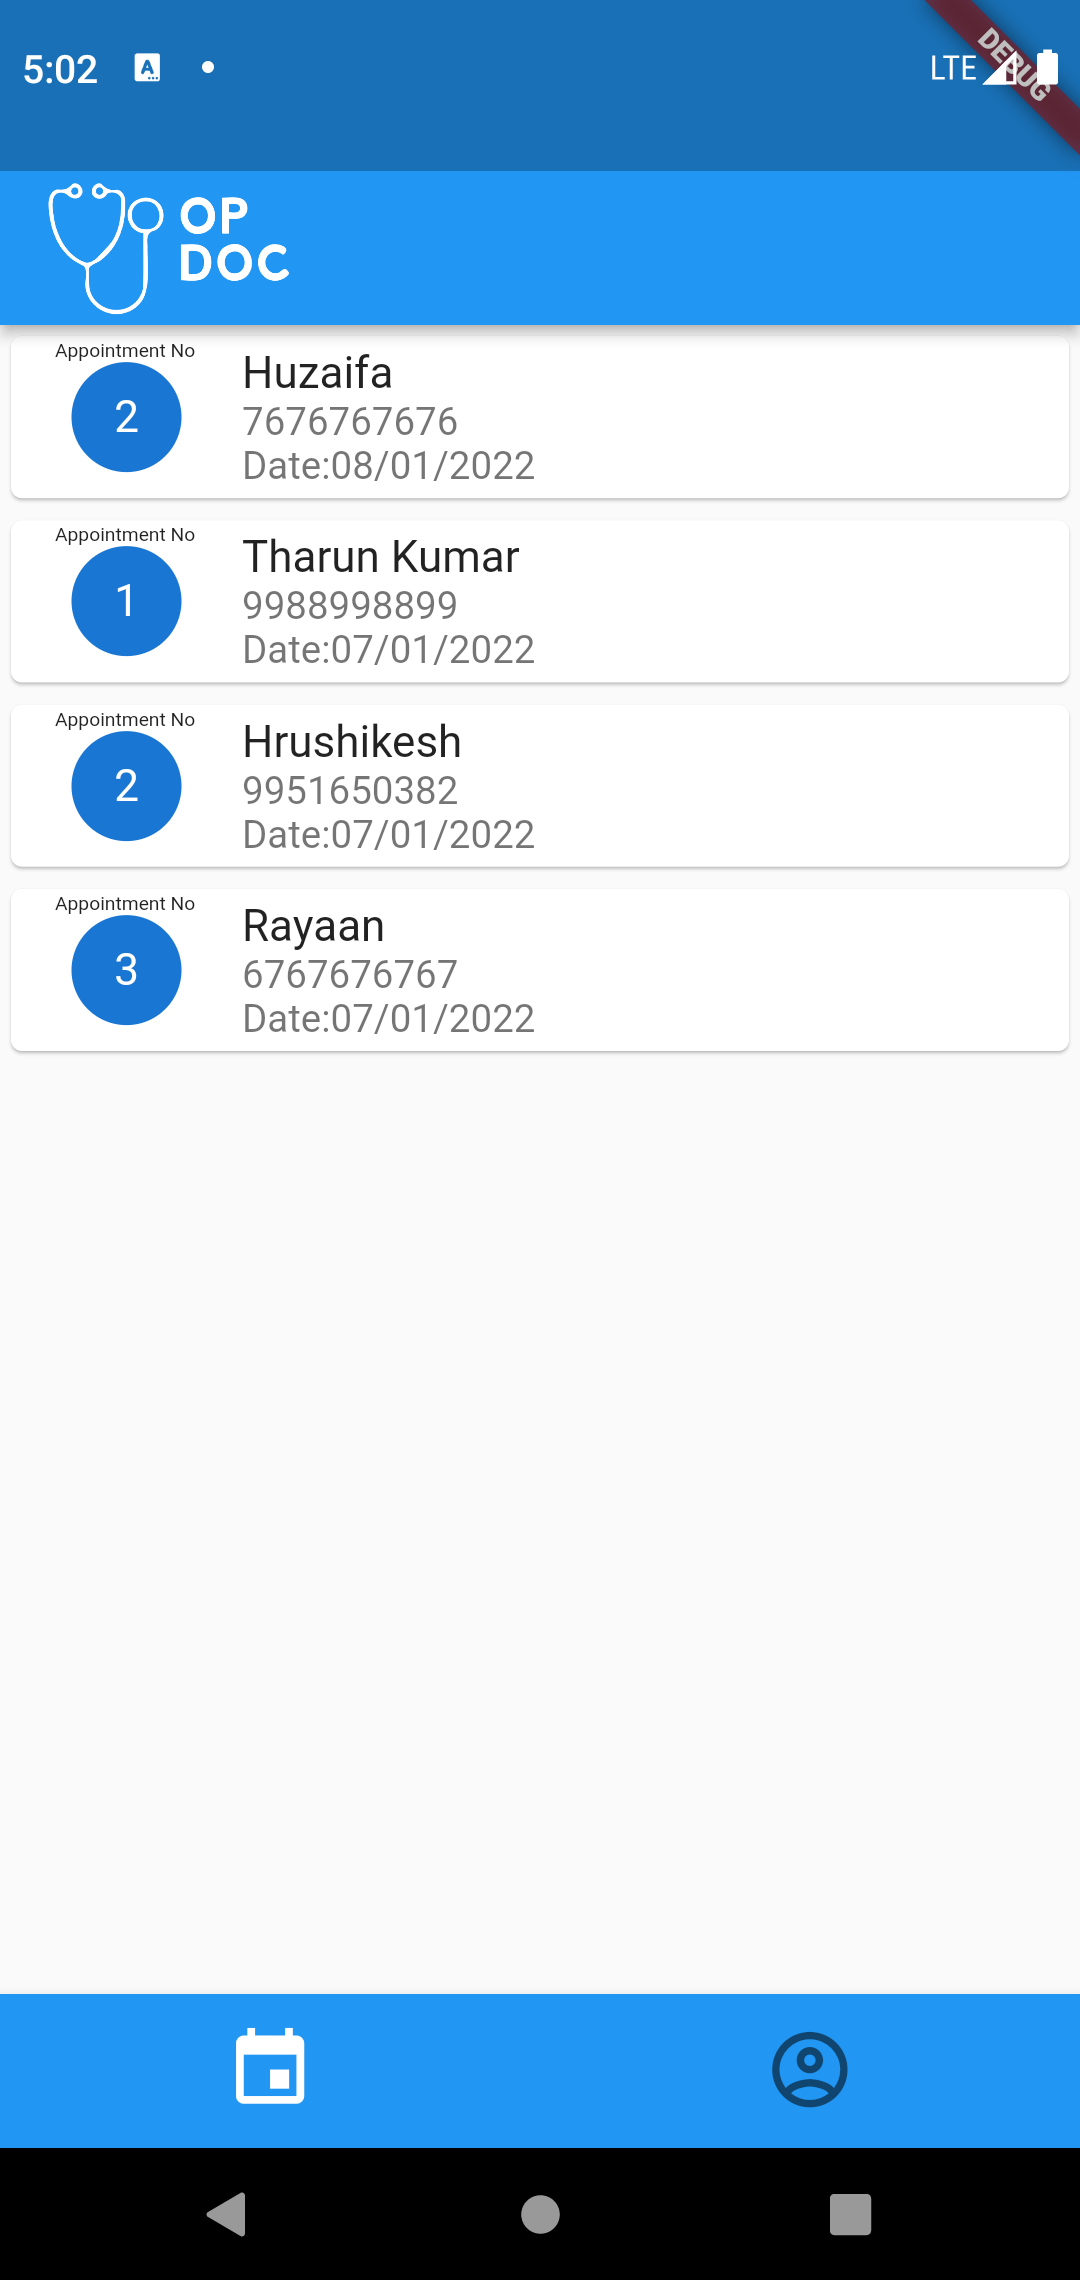 5:02
A
LTE
DEBUG
OP
DOC
Appointment No
2
Huzaifa
7676767676
Date:08/01/2022
Appointment No
1
Tharun Kumar
9988998899
Date:07/01/2022
Appointment No
2
Hrushikesh
9951650382
Date:07/01/2022
Appointment No
3
Rayaan
6767676767
Date:07/01/2022